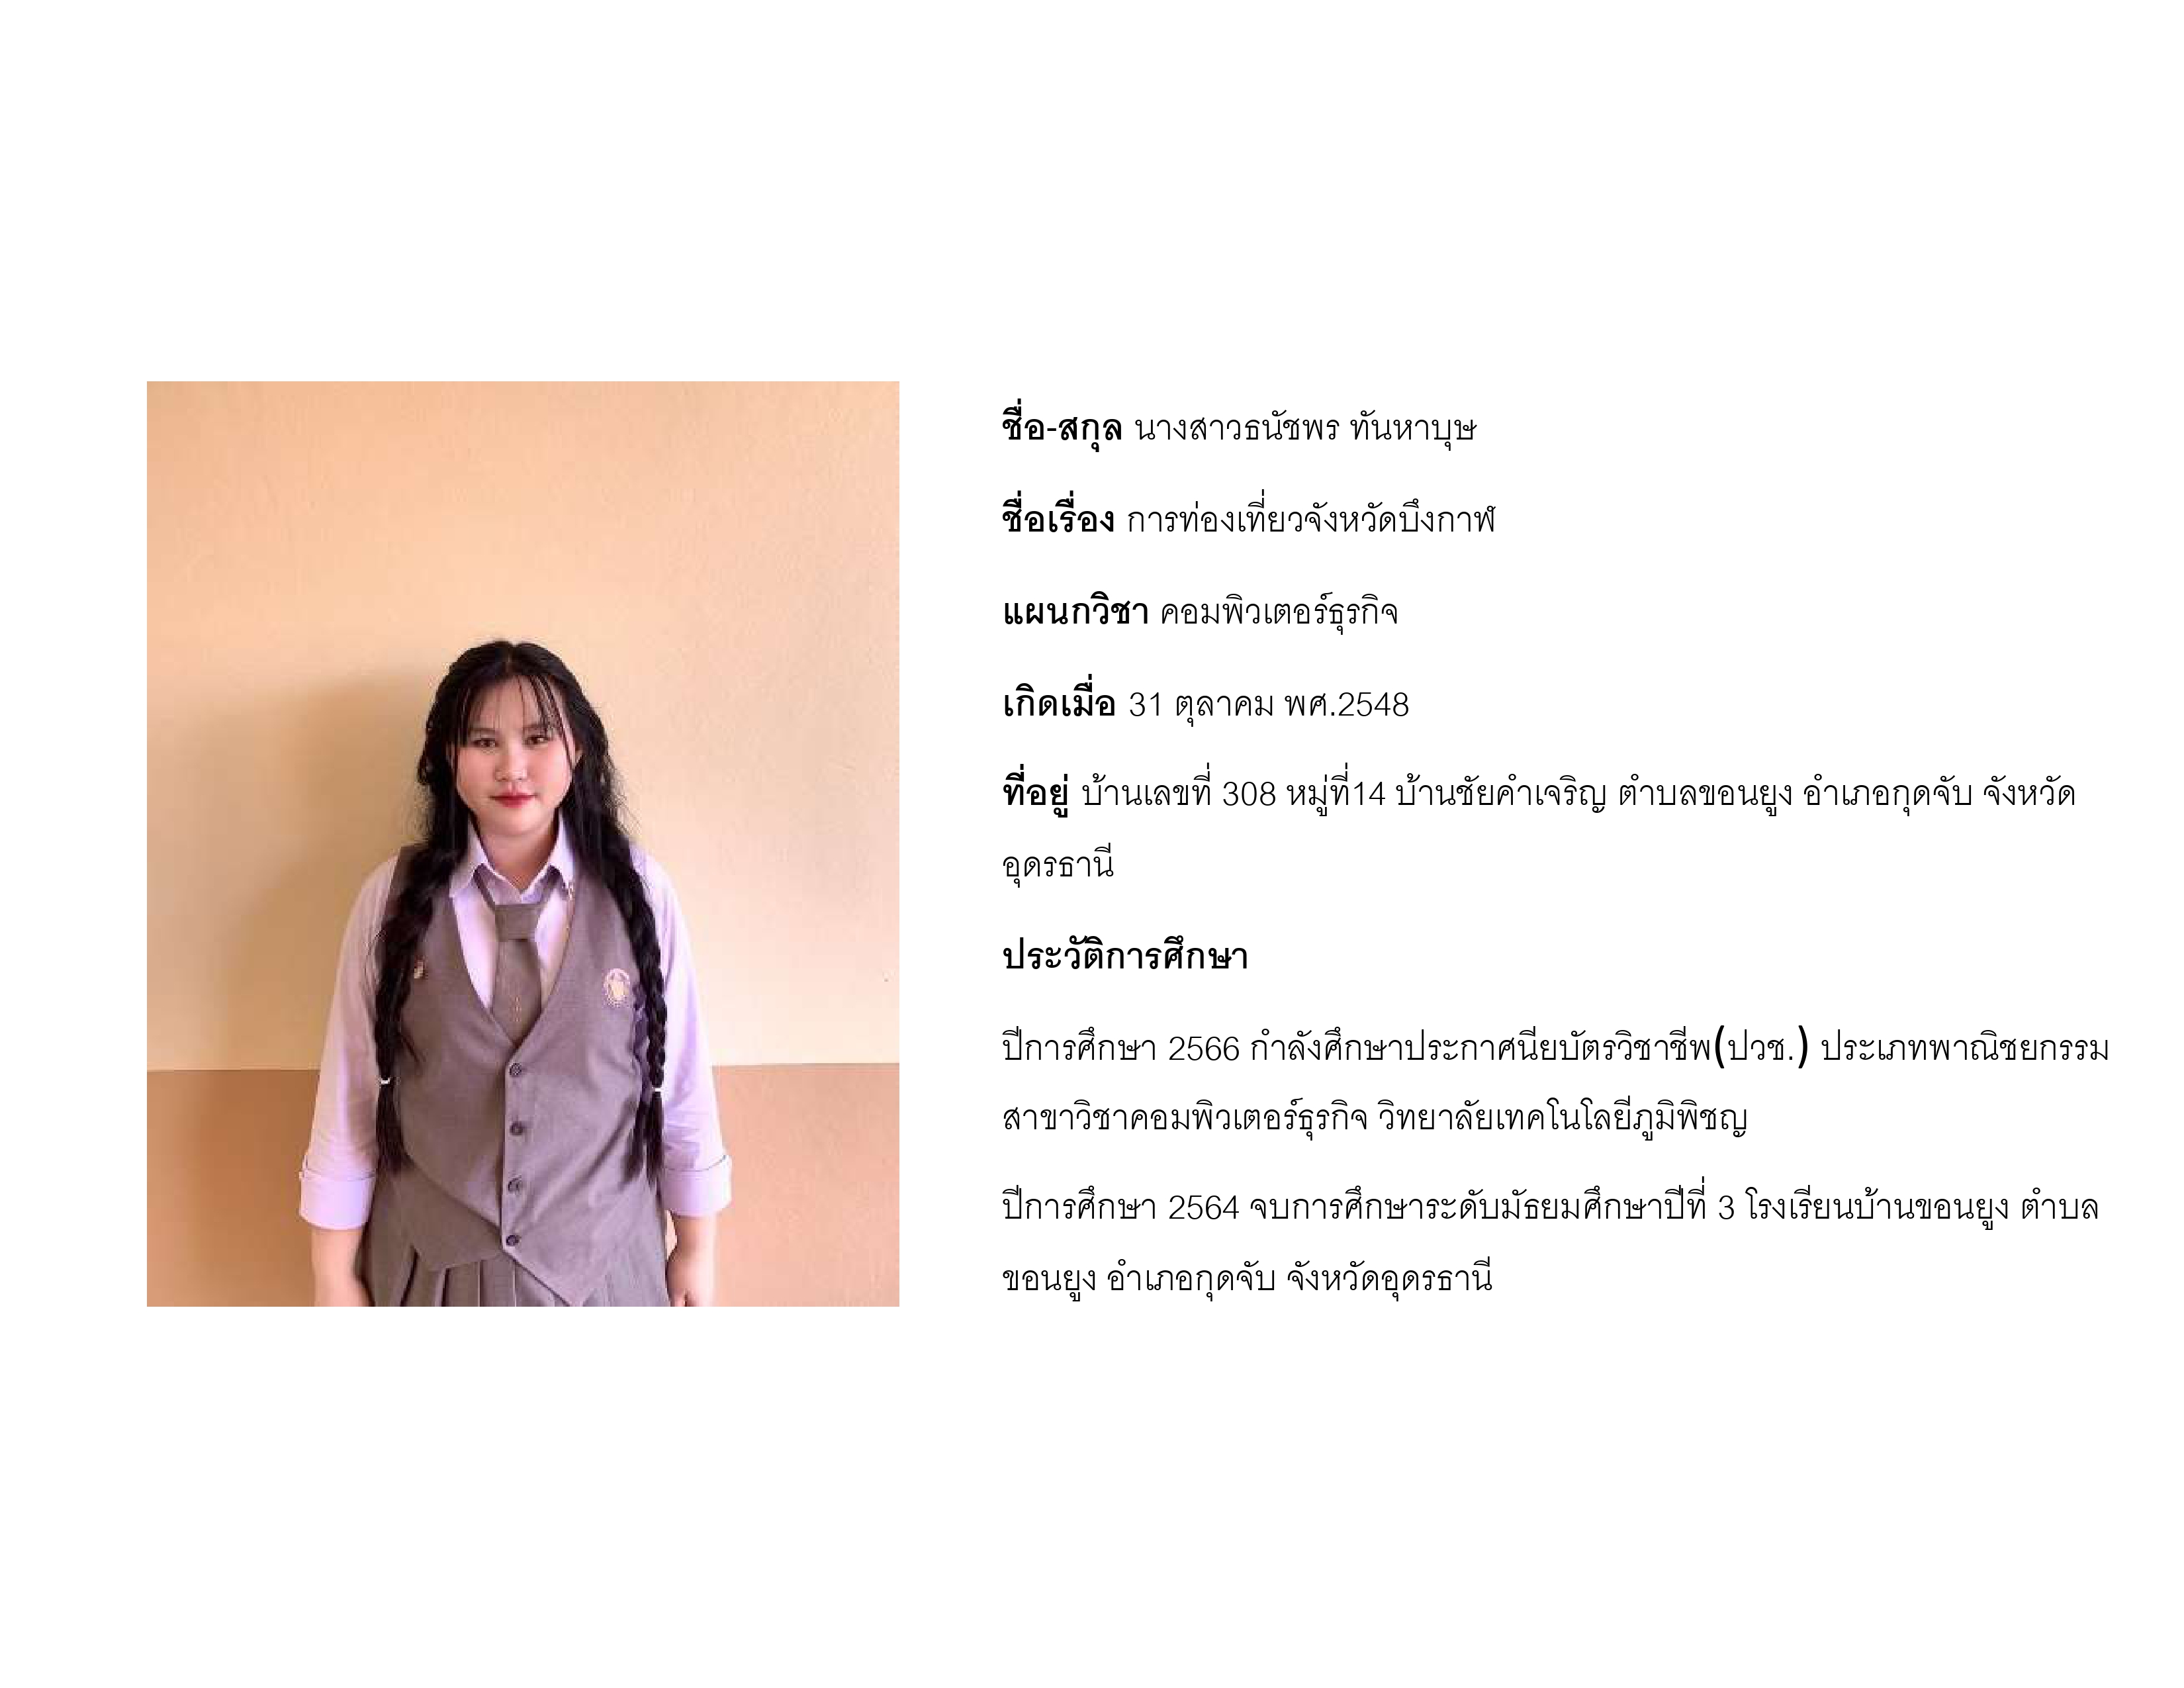 ชื่อ-สกุล นางสาวธนัชพร ทันหาบุษ
ชื่อเรื่อง การท่องเที่ยวจังหวัดบึงกาฬ
แผนกวิชา คอมพิวเตอร์ธุรกิจ
เกิดเมื่อ 31 ตุลาคม พศ.2548
ที่อยู่ บ้านเลขที่ 308 หมู่ที่14 บ้านชัยคำเจริญ ตำบลขอนยูง อำเภอกุดจับ จังหวัด
อุดรธานี
ประวัติการศึกษา
ปีการศึกษา 2566 กำลังศึกษาประกาศนียบัตรวิชาชีพ(ปวช.) ประเภทพาณิชยกรรม
สาขาวิชาคอมพิวเตอร์ธุรกิจ วิทยาลัยเทคโนโลยีภูมิพิชญ
ปีการศึกษา 2564 จบการศึกษาระดับมัธยมศึกษาปีที่ 3 โรงเรียนบ้านขอนยูง ตำบล
ขอนยูง อำเภอกุดจับ จังหวัดอุดรธานี